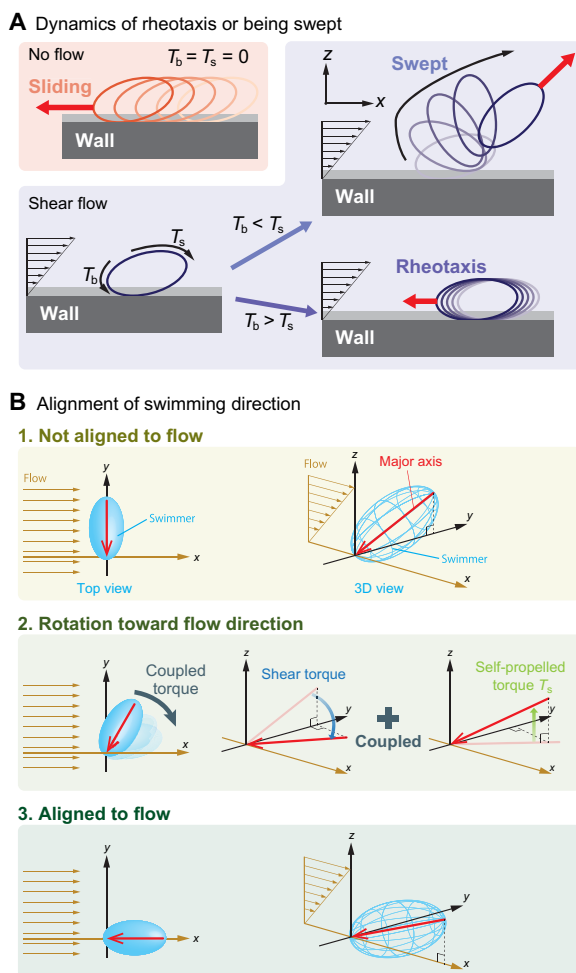 A Dynamics of rheotaxis or being swept
No flow
T_b = T_s = 0
Sliding
Wall
z
x
Swept
Wall
Shear flow
T_s
T_b
Wall
T_b < T_s
T_b > T_s
Rheotaxis
Wall
B Alignment of swimming direction
1. Not aligned to flow
Flow
y
x
Swimmer
Top view
Flow
z
Major axis
y
Swimmer
x
3D view
2. Rotation toward flow direction
y
Coupled
torque
x
z
Shear torque
y
x
+
Coupled
z
Self-propelled
torque T_s
y
x
3. Aligned to flow
y
x
z
y
x